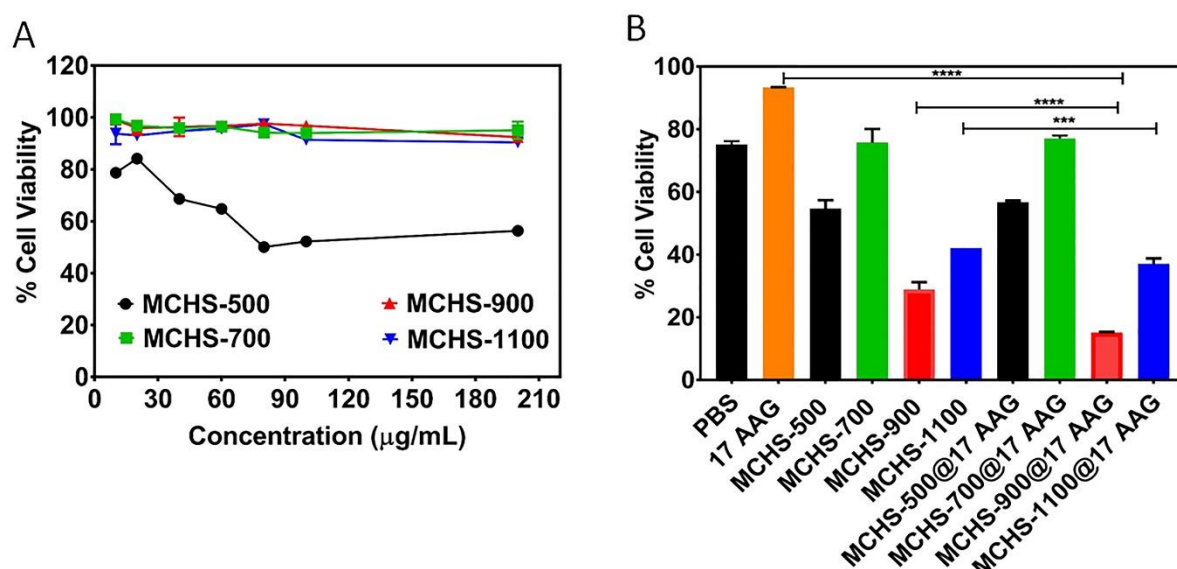 A
% Cell Viability
120
100
80
60
40
20
0
MCHS-500
MCHS-900
MCHS-700
MCHS-1100
0 30 60 90 120 150 180 210
Concentration (μg/mL)
B
% Cell Viability
100
80
60
40
20
0
****
****
***
PBS
17 AAG
MCHS-500
MCHS-700
MCHS-900
MCHS-1100
MCHS-500@17 AAG
MCHS-700@17 AAG
MCHS-900@17 AAG
MCHS-1100@17 AAG